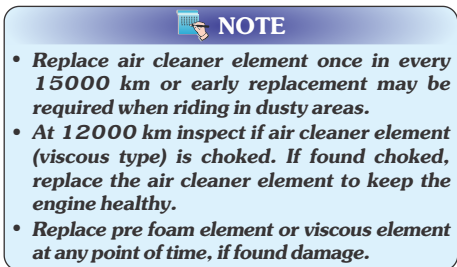 NOTE
• Replace air cleaner element once in every
15000 km or early replacement may be
required when riding in dusty areas.
• At 12000 km inspect if air cleaner element
(viscous type) is choked. If found choked,
replace the air cleaner element to keep the
engine healthy.
• Replace pre foam element or viscous element
at any point of time, if found damage.